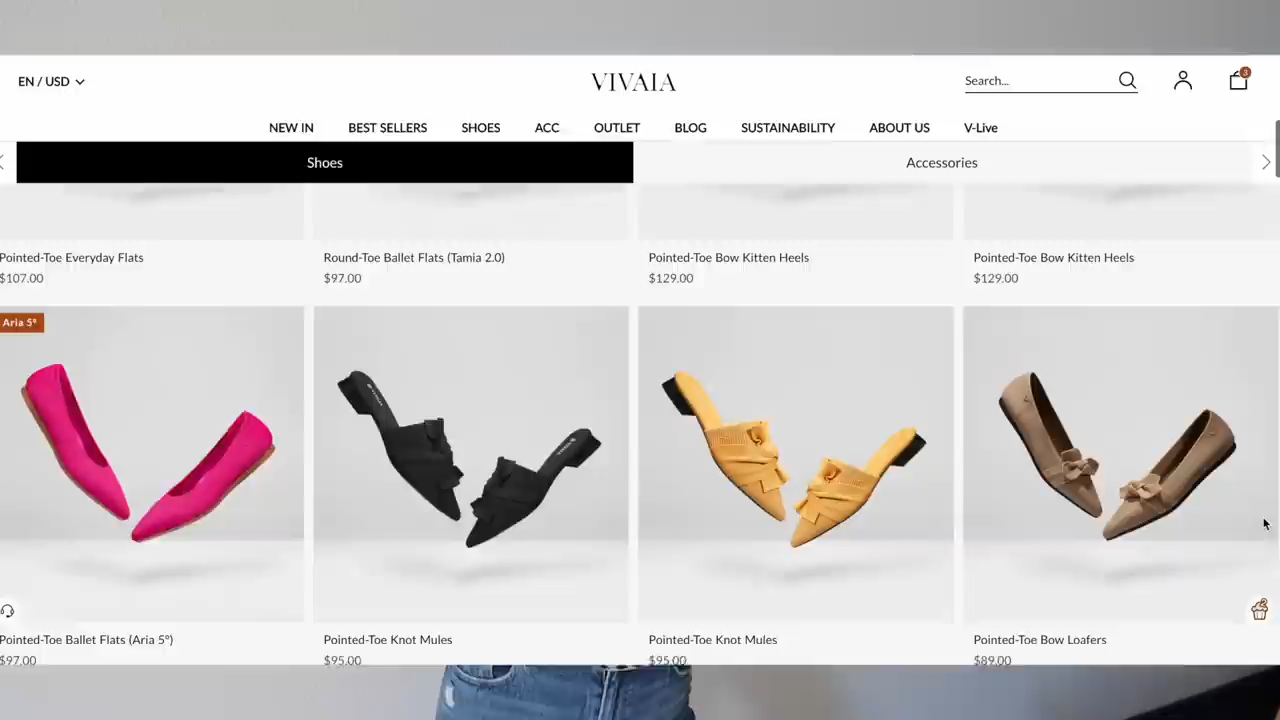 EN / USD
VIVAIA
Search...
3
NEW IN BEST SELLERS SHOES ACC OUTLET BLOG SUSTAINABILITY ABOUT US V-Live
Shoes Accessories
Pointed-Toe Everyday Flats Round-Toe Ballet Flats (Tamia 2.0) Pointed-Toe Bow Kitten Heels Pointed-Toe Bow Kitten Heels
$107.00 $97.00 $129.00 $129.00
Aria 5°
Pointed-Toe Ballet Flats (Aria 5°) Pointed-Toe Knot Mules Pointed-Toe Knot Mules Pointed-Toe Bow Loafers
$97.00 $95.00 $95.00 $89.00